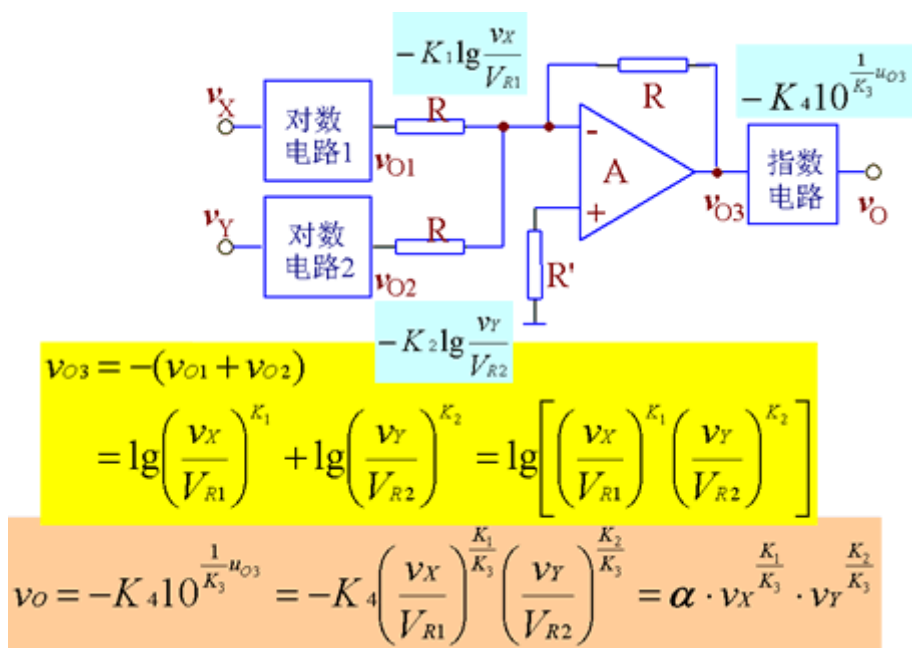 -K₁lg v_X/V_R1
R
-K₄10^(1/K₃ u_O3)
v_X
对数
电路1
R
v_O1
-
A
+
v_O3
指数
电路
v_O
v_Y
对数
电路2
R
v_O2
R'
-K₂lg v_Y/V_R2
v_O3 = -(v_O1 + v_O2)
= lg(v_X/V_R1)^K₁ + lg(v_Y/V_R2)^K₂ = lg[(v_X/V_R1)^K₁ (v_Y/V_R2)^K₂]
v_O = -K₄10^(1/K₃ u_O3) = -K₄(v_X/V_R1)^(K₁/K₃) (v_Y/V_R2)^(K₂/K₃) = α · v_X^(K₁/K₃) · v_Y^(K₂/K₃)